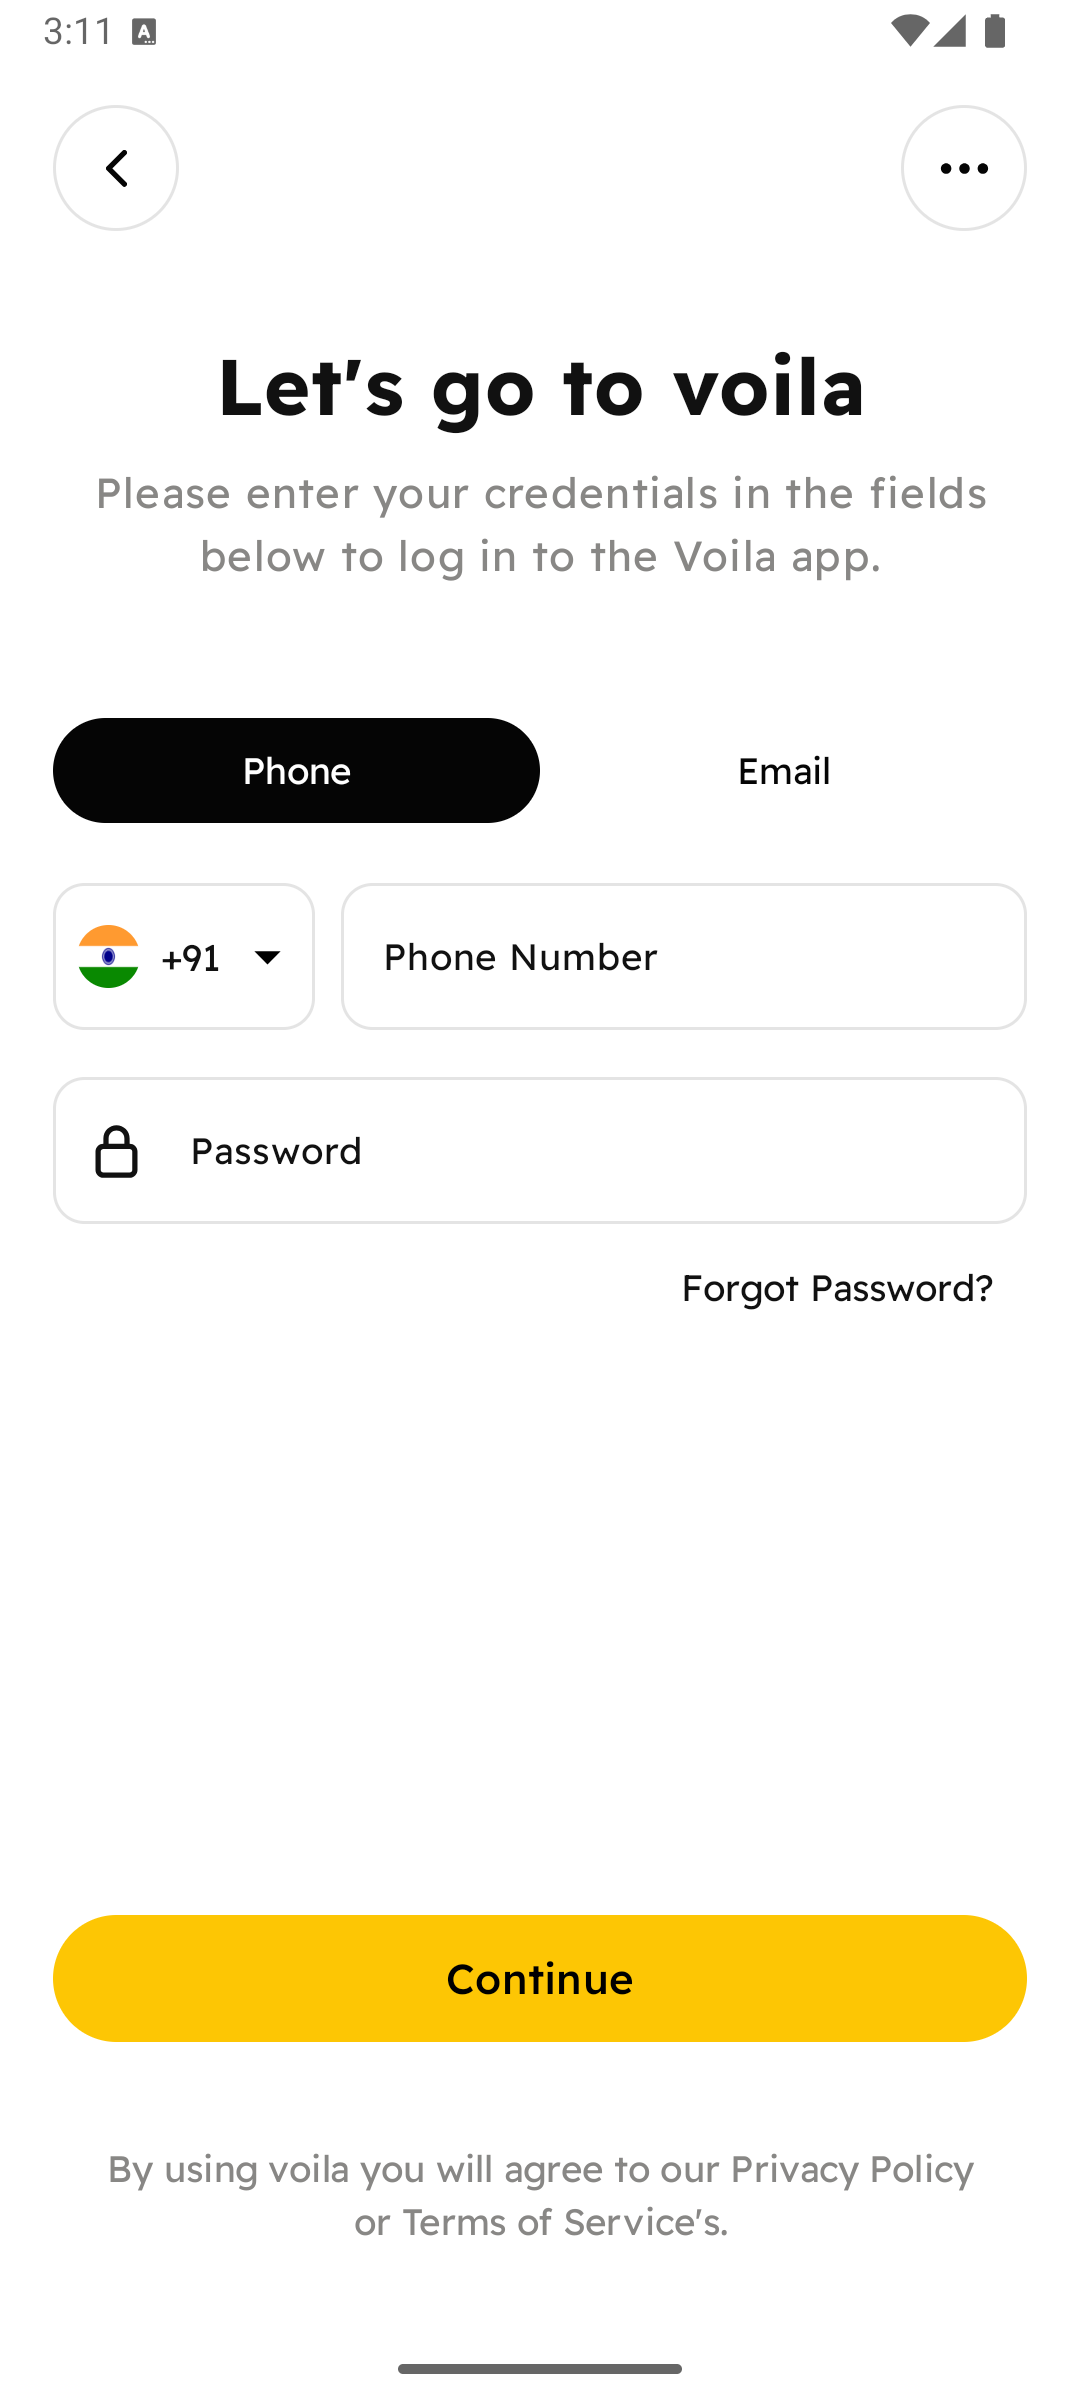 3:11
Let's go to voila
Please enter your credentials in the fields
below to log in to the Voila app.
Phone
Email
+91
Phone Number
Password
Forgot Password?
Continue
By using voila you will agree to our Privacy Policy
or Terms of Service's.